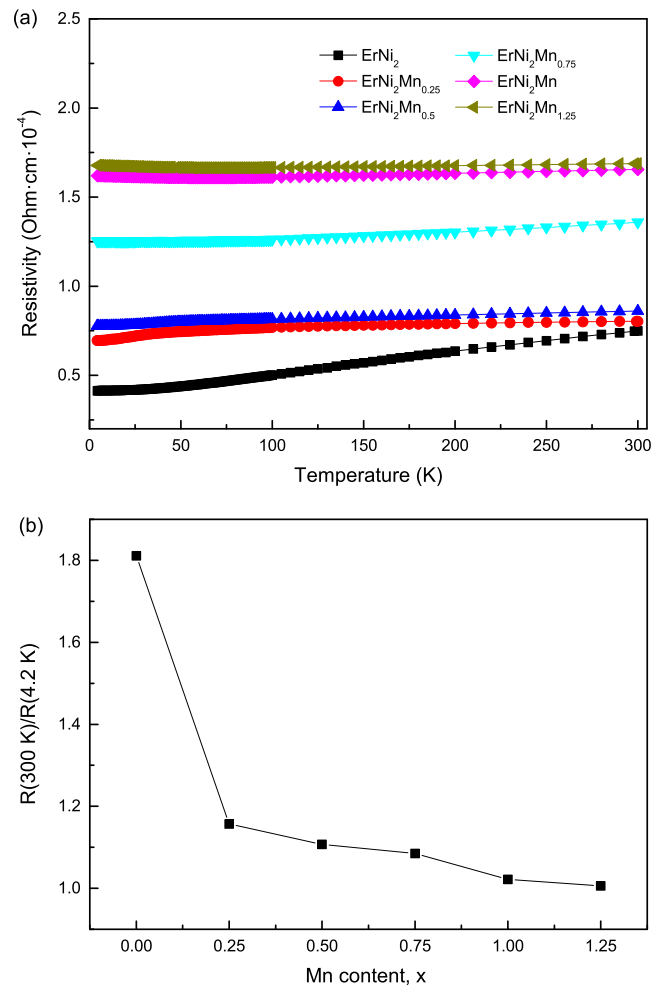 (a)
2.5
2.0
1.5
1.0
0.5
Resistivity (Ohm·cm·10⁻⁴)
ErNi₂
ErNi₂Mn₀.₂₅
ErNi₂Mn₀.₅
ErNi₂Mn₀.₇₅
ErNi₂Mn
ErNi₂Mn₁.₂₅
0 50 100 150 200 250 300
Temperature (K)
(b)
1.8
1.6
1.4
1.2
1.0
R(300 K)/R(4.2 K)
0.00 0.25 0.50 0.75 1.00 1.25
Mn content, x